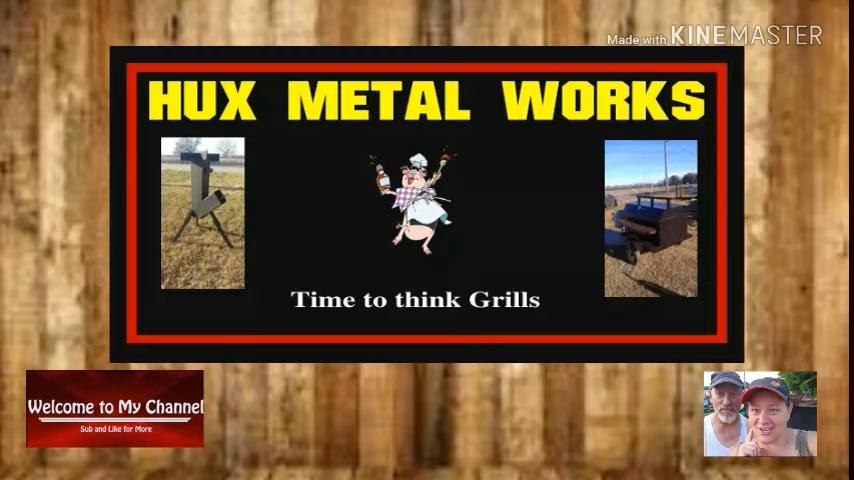 Made with KINEMASTER
HUX METAL WORKS
Time to think Grills
Welcome to My Channel
Sub and Like for More